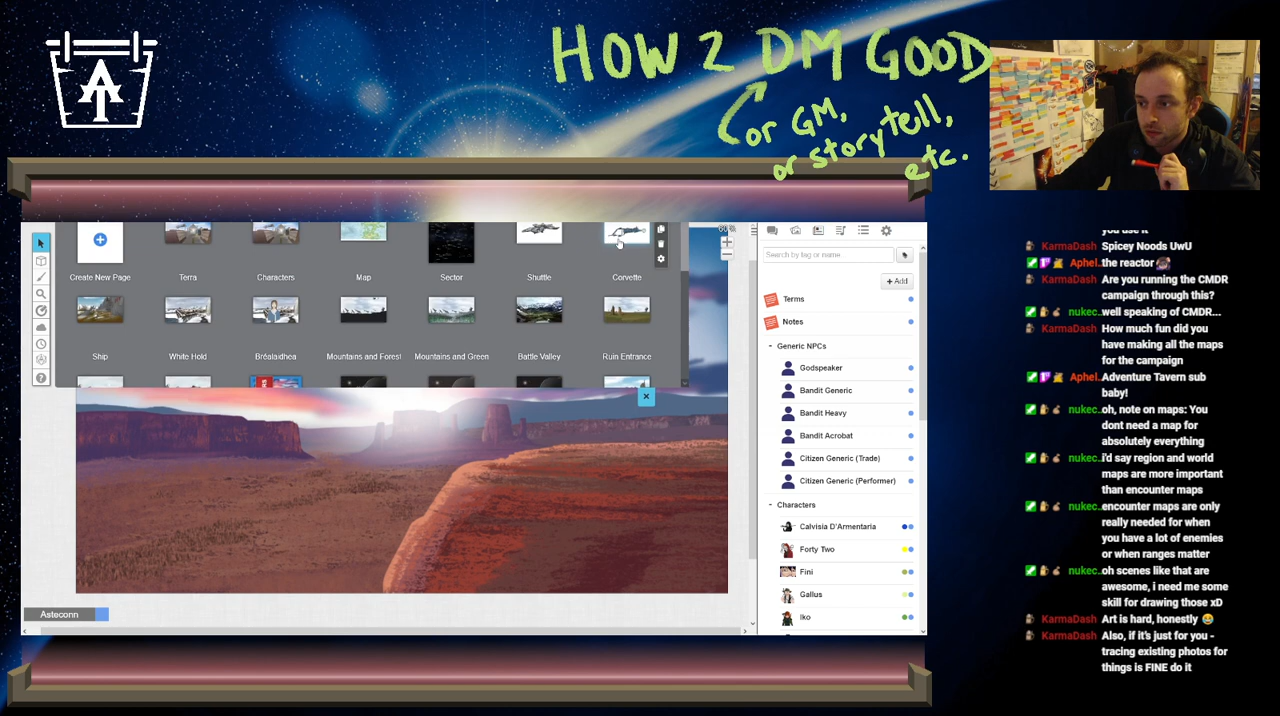 HOW 2 DM GOOD
or GM,
or storytell,
etc.
AT
60%
Create New Page
Terra
Characters
Map
Sector
Shuttle
Corvette
Ship
White Hold
Bréalaidhea
Mountains and Forest
Mountains and Green
Battle Valley
Ruin Entrance
Asteconn
Search by tag or name...
+ Add
Terms
Notes
Generic NPCs
Godspeaker
Bandit Generic
Bandit Heavy
Bandit Acrobat
Citizen Generic (Trade)
Citizen Generic (Performer)
Characters
Calvisia D'Armentaria
Forty Two
Fini
Gallus
Iko
you use it
KarmaDash Spicey Noods UwU
Aphel.. the reactor
KarmaDash Are you running the CMDR
campaign through this?
nukec.. well speaking of CMDR...
KarmaDash How much fun did you
have making all the maps
for the campaign
Aphel.. Adventure Tavern sub
baby!
nukec.. oh, note on maps: You
dont need a map for
absolutely everything
nukec.. i'd say region and world
maps are more important
than encounter maps
nukec.. encounter maps are only
really needed for when
you have a lot of enemies
or when ranges matter
nukec.. oh scenes like that are
awesome, i need me some
skill for drawing those xD
KarmaDash Art is hard, honestly 😂
KarmaDash Also, if it's just for you -
tracing existing photos for
things is FINE do it